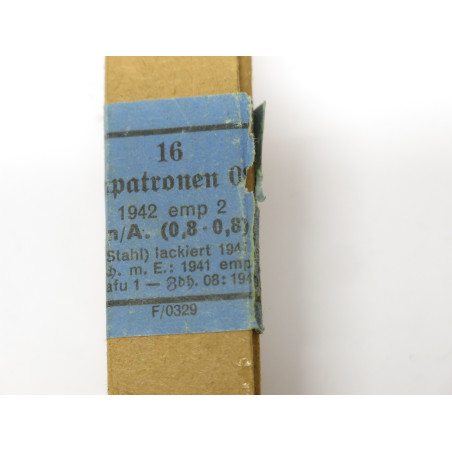 16
patronen 0
1942 emp 2
n/A. (0,8 - 0,8)
Stahl) lackiert 194
b. m. E.: 1941 emp
afu 1 — Zbb. 08: 194
F/0329